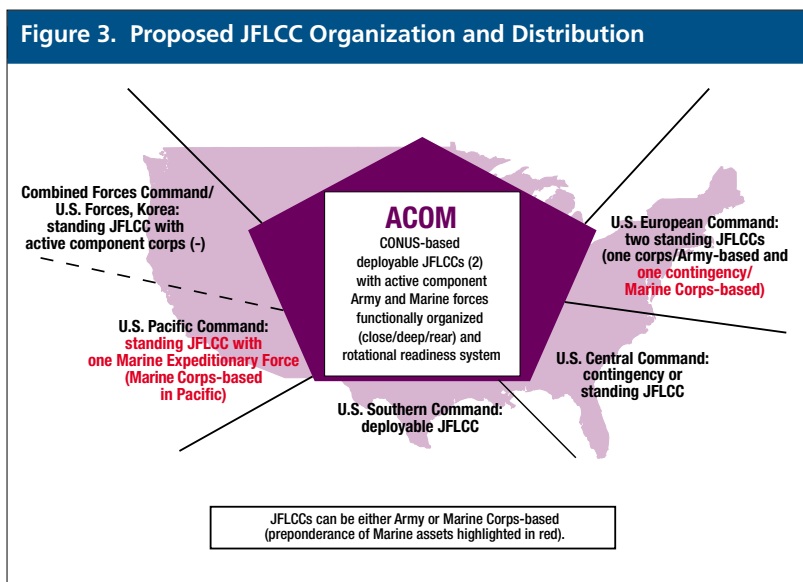 Figure 3. Proposed JFLCC Organization and Distribution
Combined Forces Command/
U.S. Forces, Korea:
standing JFLCC with
active component corps (-)
U.S. Pacific Command:
standing JFLCC with
one Marine Expeditionary Force
(Marine Corps-based
in Pacific)
ACOM
CONUS-based
deployable JFLCCs (2)
with active component
Army and Marine forces
functionally organized
(close/deep/rear) and
rotational readiness system
U.S. European Command:
two standing JFLCCs
(one corps/Army-based and
one contingency/
Marine Corps-based)
U.S. Central Command:
contingency or
standing JFLCC
U.S. Southern Command:
deployable JFLCC
JFLCCs can be either Army or Marine Corps-based
(preponderance of Marine assets highlighted in red).